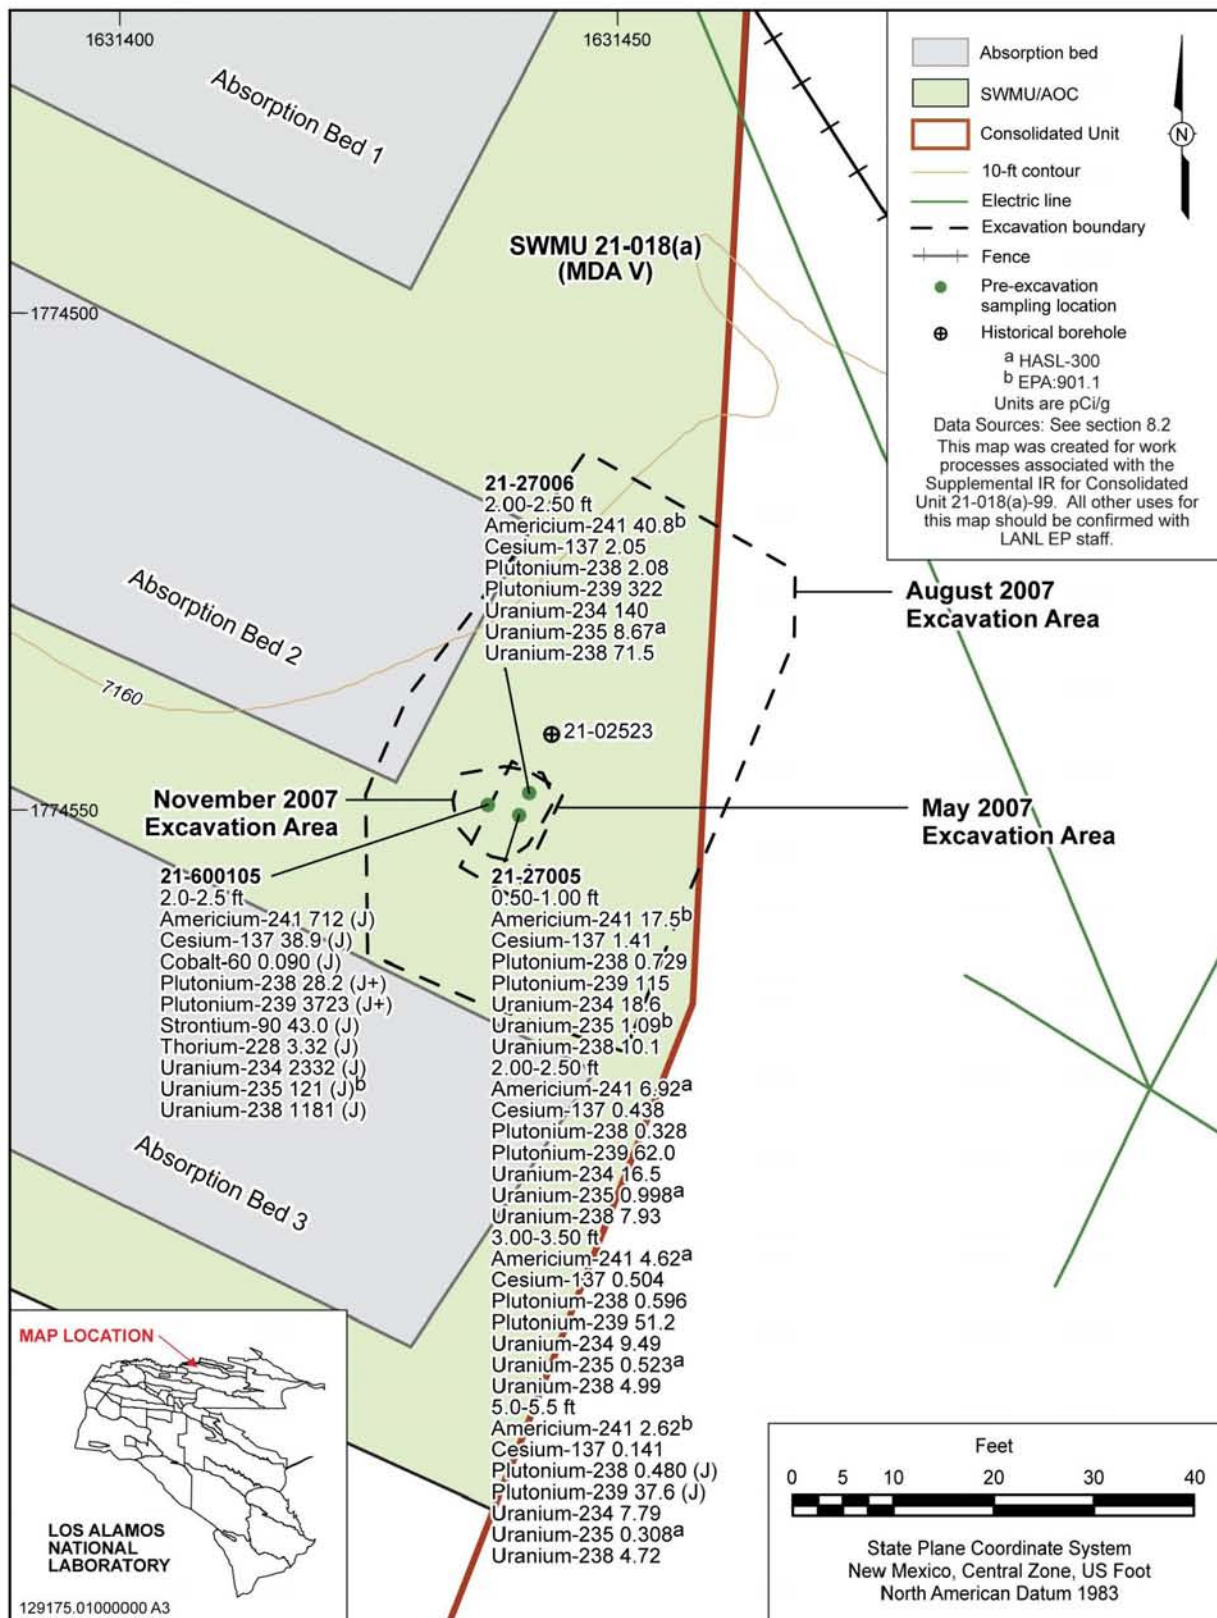 1631400
1631450
Absorption Bed 1
SWMU 21-018(a)
(MDA V)
1774500
Absorption bed
SWMU/AOC
Consolidated Unit
10-ft contour
Electric line
Excavation boundary
Fence
Pre-excavation
sampling location
Historical borehole
a HASL-300
b EPA:901.1
Units are pCi/g
Data Sources: See section 8.2
This map was created for work
processes associated with the
Supplemental IR for Consolidated
Unit 21-018(a)-99. All other uses for
this map should be confirmed with
LANL EP staff.
N
21-27006
2.00-2.50 ft
Americium-241 40.8b
Cesium-137 2.05
Plutonium-238 2.08
Plutonium-239 322
Uranium-234 140
Uranium-235 8.67a
Uranium-238 71.5
Absorption Bed 2
7160
August 2007
Excavation Area
21-02523
November 2007
Excavation Area
1774550
May 2007
Excavation Area
21-600105
2.0-2.5 ft
Americium-241 712 (J)
Cesium-137 38.9 (J)
Cobalt-60 0.090 (J)
Plutonium-238 28.2 (J+)
Plutonium-239 3723 (J+)
Strontium-90 43.0 (J)
Thorium-228 3.32 (J)
Uranium-234 2332 (J)
Uranium-235 121 (J)b
Uranium-238 1181 (J)
21-27005
0.50-1.00 ft
Americium-241 17.5b
Cesium-137 1.41
Plutonium-238 0.729
Plutonium-239 115
Uranium-234 18.6
Uranium-235 1.09b
Uranium-238 10.1
2.00-2.50 ft
Americium-241 6.92a
Cesium-137 0.438
Plutonium-238 0.328
Plutonium-239 62.0
Uranium-234 16.5
Uranium-235 0.998a
Uranium-238 7.93
3.00-3.50 ft
Americium-241 4.62a
Cesium-137 0.504
Plutonium-238 0.596
Plutonium-239 51.2
Uranium-234 9.49
Uranium-235 0.523a
Uranium-238 4.99
5.0-5.5 ft
Americium-241 2.62b
Cesium-137 0.141
Plutonium-238 0.480 (J)
Plutonium-239 37.6 (J)
Uranium-234 7.79
Uranium-235 0.308a
Uranium-238 4.72
Absorption Bed 3
MAP LOCATION
LOS ALAMOS
NATIONAL
LABORATORY
129175.01000000 A3
Feet
0 5 10 20 30 40
State Plane Coordinate System
New Mexico, Central Zone, US Foot
North American Datum 1983